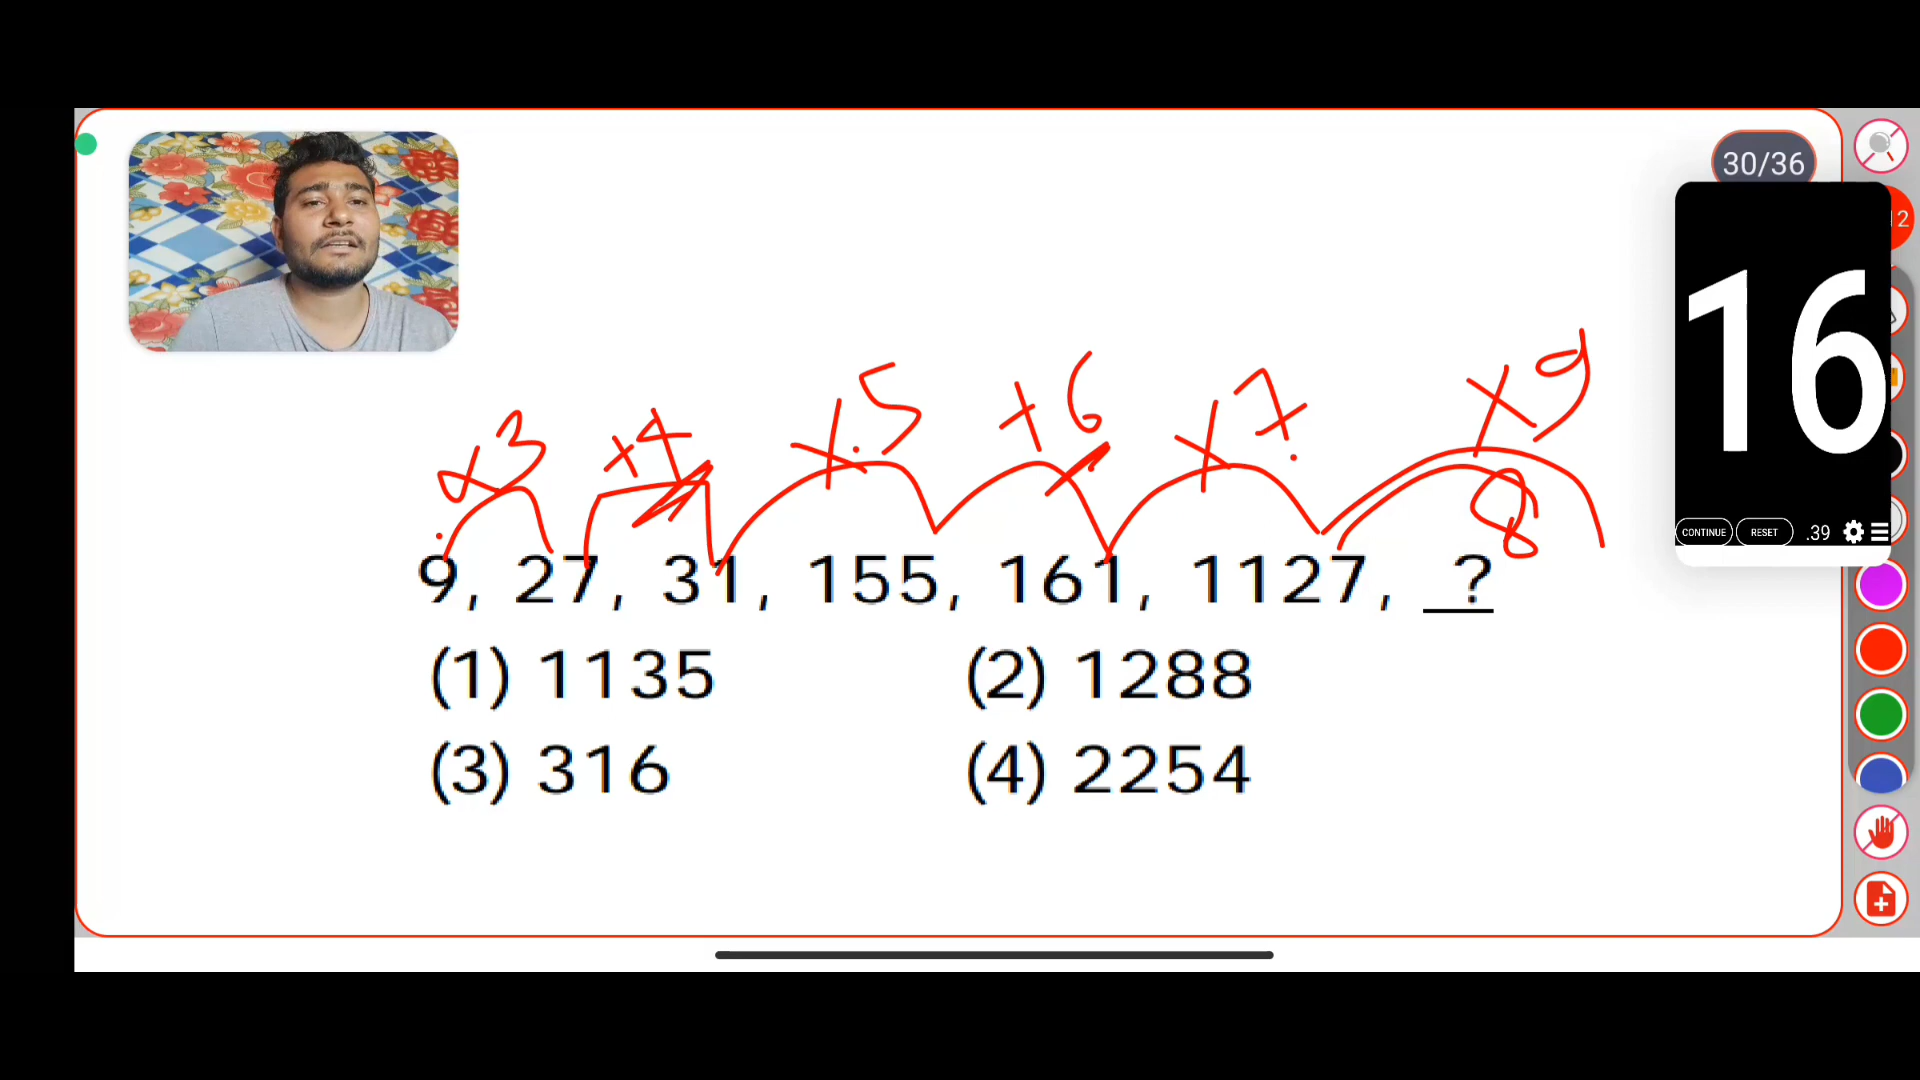 30/36
12
16
CONTINUE RESET .39
×3 +4 ×5 +6 ×7 ×9
8
9, 27, 31, 155, 161, 1127, ?
(1) 1135 (2) 1288
(3) 316 (4) 2254